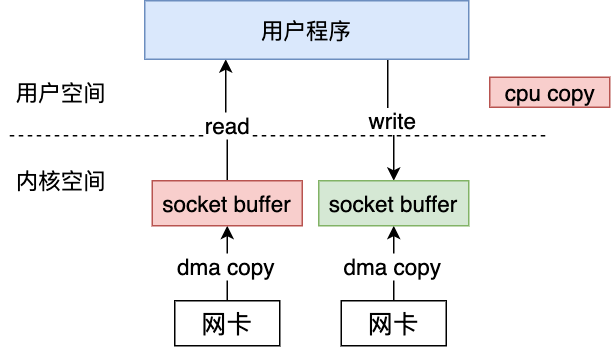 用户程序
用户空间
cpu copy
read
write
内核空间
socket buffer
socket buffer
dma copy
dma copy
网卡
网卡